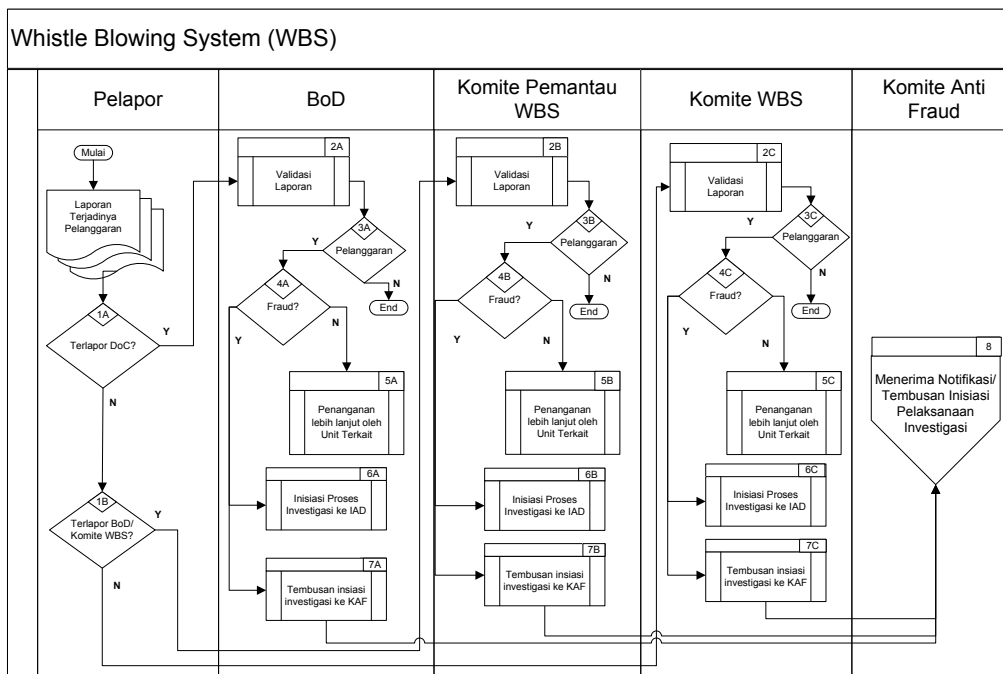 Whistle Blowing System (WBS)
Pelapor
BoD
Komite Pemantau
WBS
Komite WBS
Komite Anti
Fraud
Mulai
Laporan
Terjadinya
Pelanggaran
1A
Terlapor DoC?
Y
N
1B
Terlapor BoD/
Komite WBS?
Y
N
2A
Validasi
Laporan
3A
Pelanggaran
Y
N
End
4A
Fraud?
Y
N
5A
Penanganan
lebih lanjut oleh
Unit Terkait
6A
Inisiasi Proses
Investigasi ke IAD
7A
Tembusan insiasi
investigasi ke KAF
2B
Validasi
Laporan
3B
Pelanggaran
Y
N
End
4B
Fraud?
Y
N
5B
Penanganan
lebih lanjut oleh
Unit Terkait
6B
Inisiasi Proses
Investigasi ke IAD
7B
Tembusan insiasi
investigasi ke KAF
2C
Validasi
Laporan
3C
Pelanggaran
Y
N
End
4C
Fraud?
Y
N
5C
Penanganan
lebih lanjut oleh
Unit Terkait
6C
Inisiasi Proses
Investigasi ke IAD
7C
Tembusan insiasi
investigasi ke KAF
8
Menerima Notifikasi/
Tembusan Inisiasi
Pelaksanaan
Investigasi